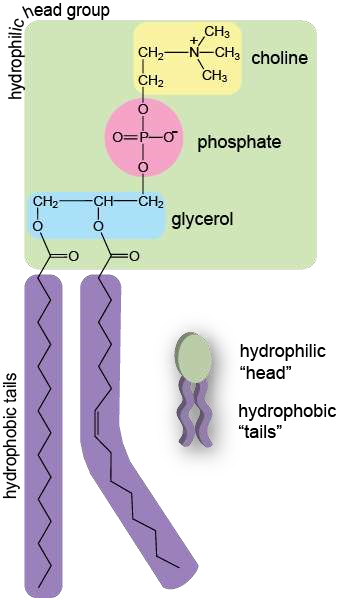 hydrophilic head group
CH₃
CH₂ N⁺ CH₃
CH₃
choline
CH₂
O
O=P—O⁻
phosphate
O
CH₂ CH CH₂
glycerol
O O
O O
hydrophobic tails
hydrophilic
“head”
hydrophobic
“tails”